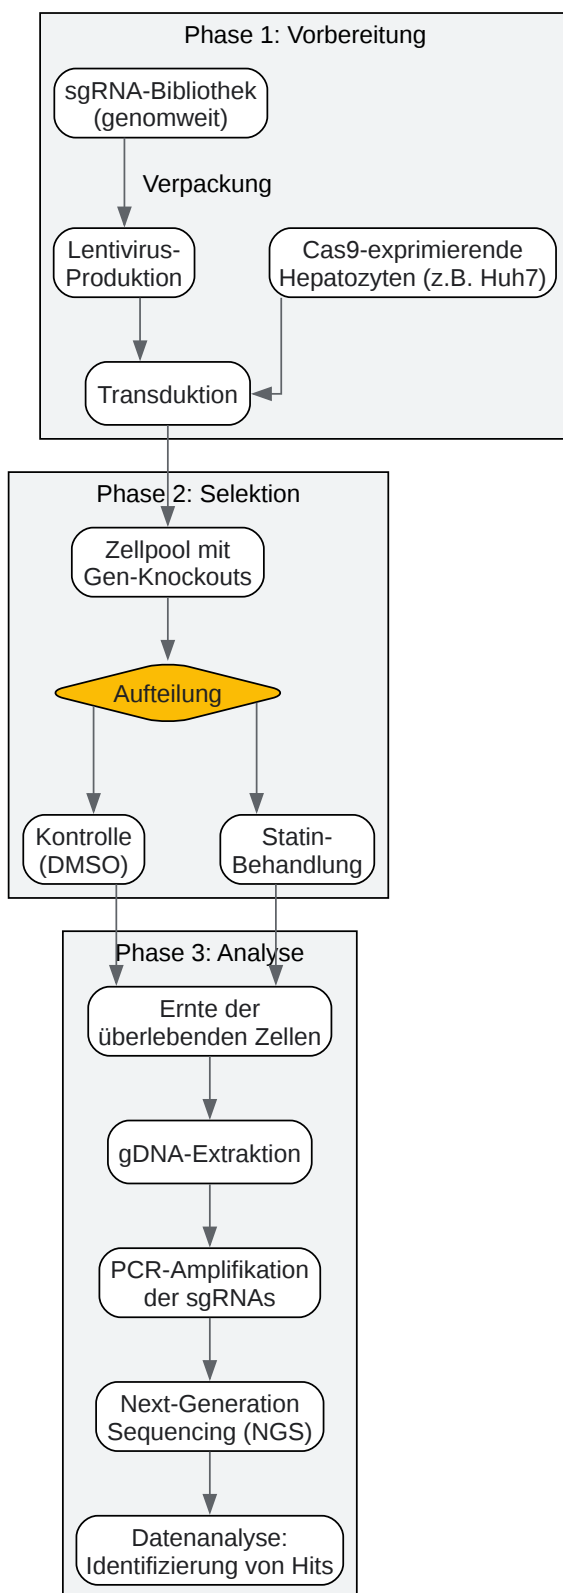 Phase 1: Vorbereitung
sgRNA-Bibliothek
(genomweit)
Verpackung
Lentivirus-
Produktion
Cas9-exprimierende
Hepatozyten (z.B. Huh7)
Transduktion
Phase 2: Selektion
Zellpool mit
Gen-Knockouts
Aufteilung
Kontrolle
(DMSO)
Statin-
Behandlung
Phase 3: Analyse
Ernte der
überlebenden Zellen
gDNA-Extraktion
PCR-Amplifikation
der sgRNAs
Next-Generation
Sequencing (NGS)
Datenanalyse:
Identifizierung von Hits